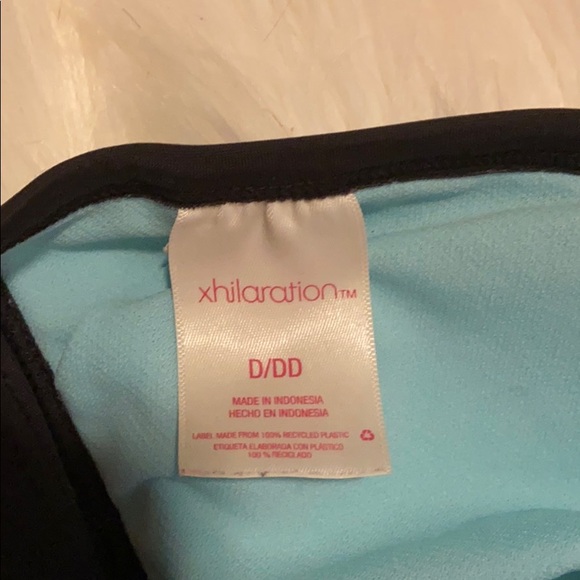 xhilaration™
D/DD
MADE IN INDONESIA
HECHO EN INDONESIA
LABEL MADE FROM 100% RECYCLED PLASTIC
ETIQUETA ELABORADA CON PLÁSTICO
100 % RECICLADO